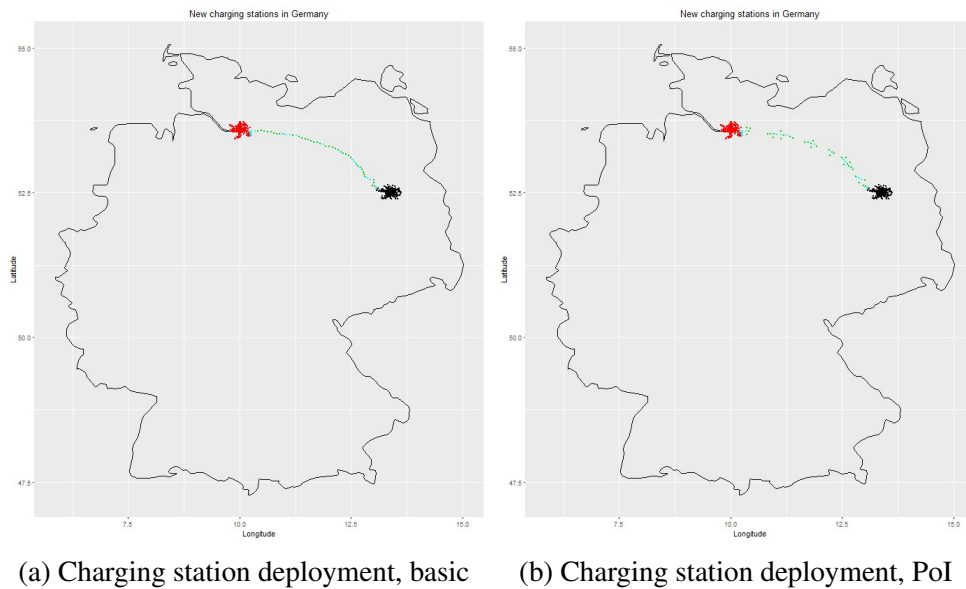 New charging stations in Germany
55.0
52.5
50.0
47.5
Latitude
7.5
10.0
12.5
15.0
Longitude
New charging stations in Germany
55.0
52.5
50.0
47.5
Latitude
7.5
10.0
12.5
15.0
Longitude
(a) Charging station deployment, basic
(b) Charging station deployment, PoI